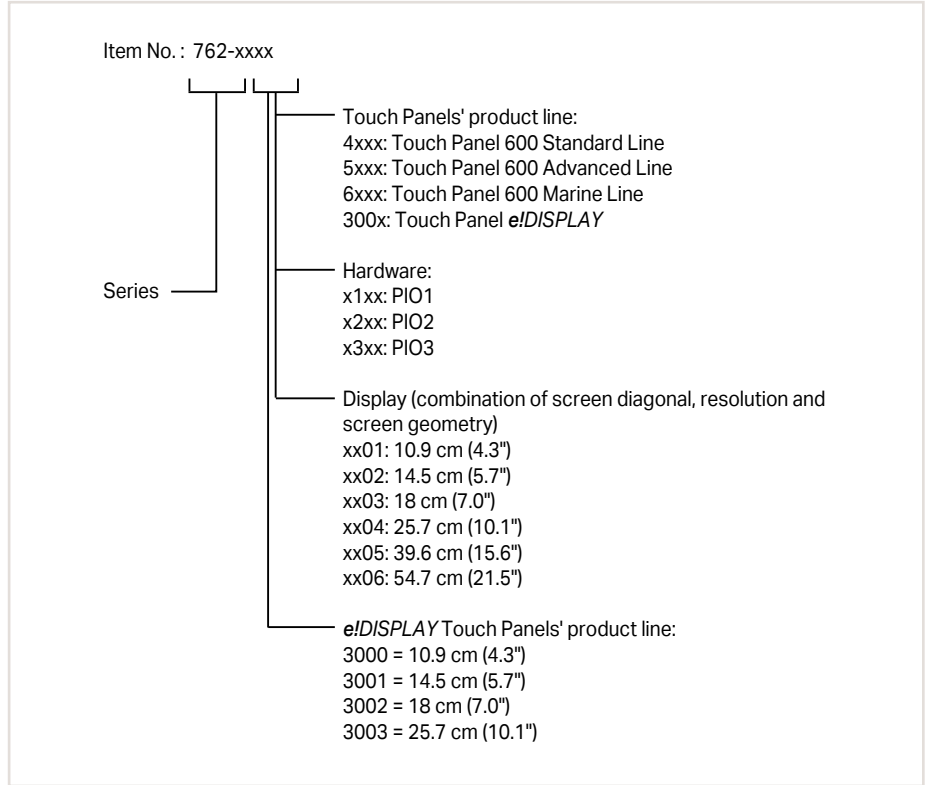 Item No. : 762-xxxx
Touch Panels' product line:
4xxx: Touch Panel 600 Standard Line
5xxx: Touch Panel 600 Advanced Line
6xxx: Touch Panel 600 Marine Line
300x: Touch Panel e!DISPLAY
Series
Hardware:
x1xx: PIO1
x2xx: PIO2
x3xx: PIO3
Display (combination of screen diagonal, resolution and
screen geometry)
xx01: 10.9 cm (4.3")
xx02: 14.5 cm (5.7")
xx03: 18 cm (7.0")
xx04: 25.7 cm (10.1")
xx05: 39.6 cm (15.6")
xx06: 54.7 cm (21.5")
e!DISPLAY Touch Panels' product line:
3000 = 10.9 cm (4.3")
3001 = 14.5 cm (5.7")
3002 = 18 cm (7.0")
3003 = 25.7 cm (10.1")